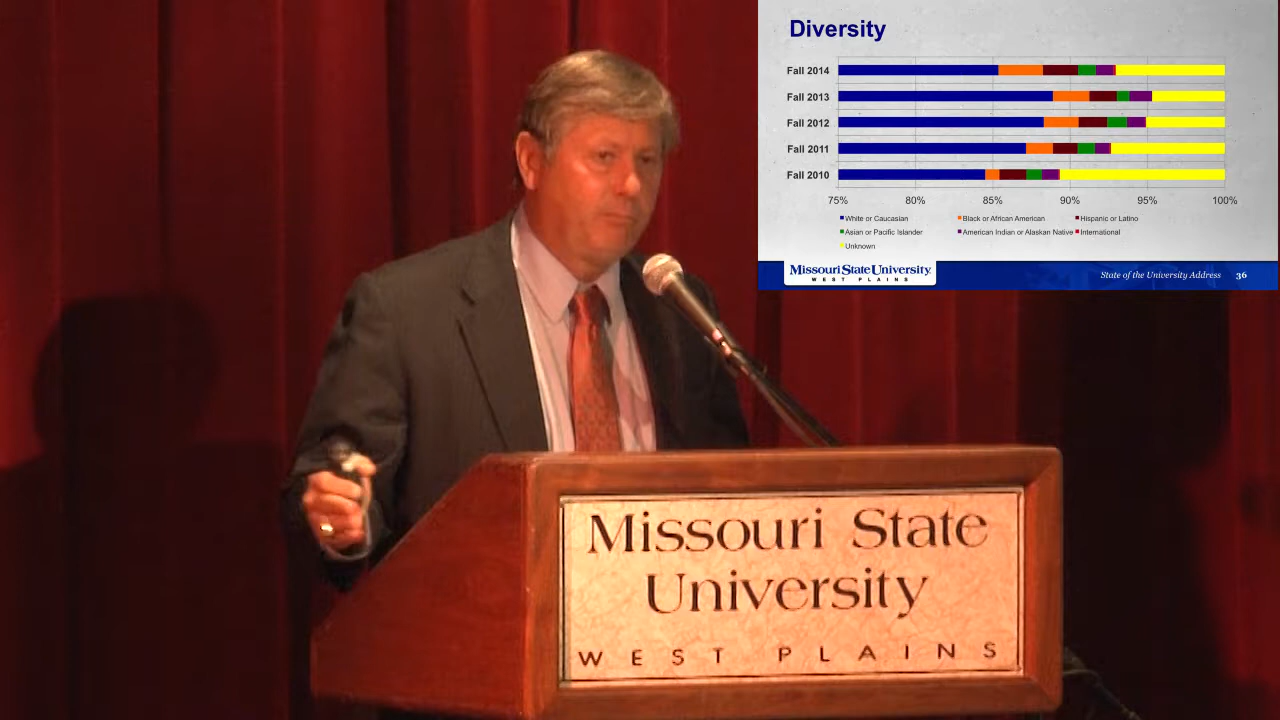 Diversity
Fall 2014
Fall 2013
Fall 2012
Fall 2011
Fall 2010
75% 80% 85% 90% 95% 100%
White or Caucasian Black or African American Hispanic or Latino
Asian or Pacific Islander American Indian or Alaskan Native International
Unknown
Missouri State University
WEST PLAINS
State of the University Address 36
Missouri State
University
WEST PLAINS